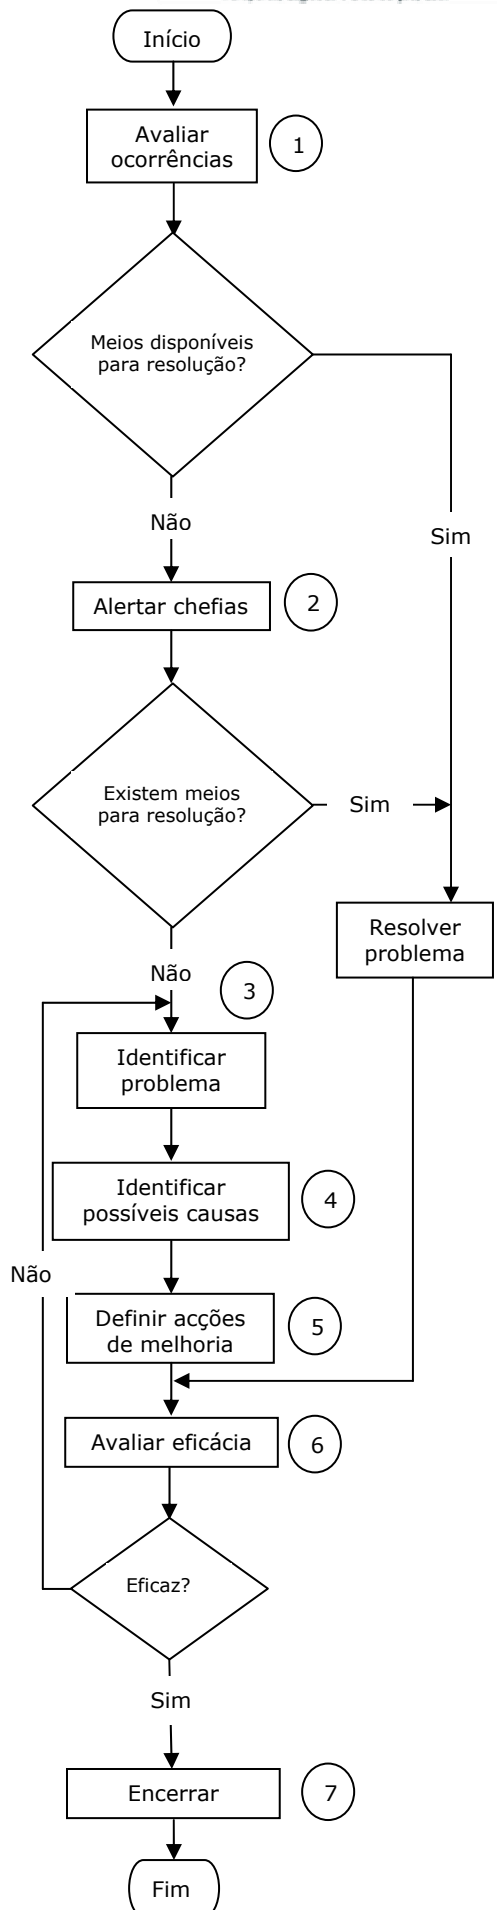 Início
Avaliar
ocorrências
1
Meios disponíveis
para resolução?
Não
Sim
Alertar chefias
2
Existem meios
para resolução?
Sim
Resolver
problema
Não
3
Identificar
problema
Identificar
possíveis causas
4
Não
Definir acções
de melhoria
5
Avaliar eficácia
6
Eficaz?
Sim
Encerrar
7
Fim